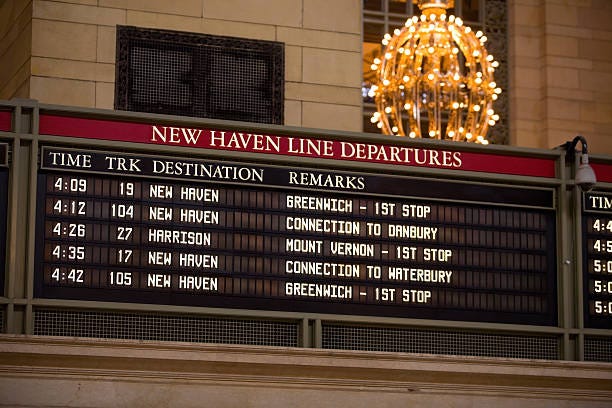 NEW HAVEN LINE DEPARTURES
TIME TRK DESTINATION REMARKS
4:09 19 NEW HAVEN GREENWICH - 1ST STOP
4:12 104 NEW HAVEN CONNECTION TO DANBURY
4:26 27 HARRISON MOUNT VERNON - 1ST STOP
4:35 17 NEW HAVEN CONNECTION TO WATERBURY
4:42 105 NEW HAVEN GREENWICH - 1ST STOP